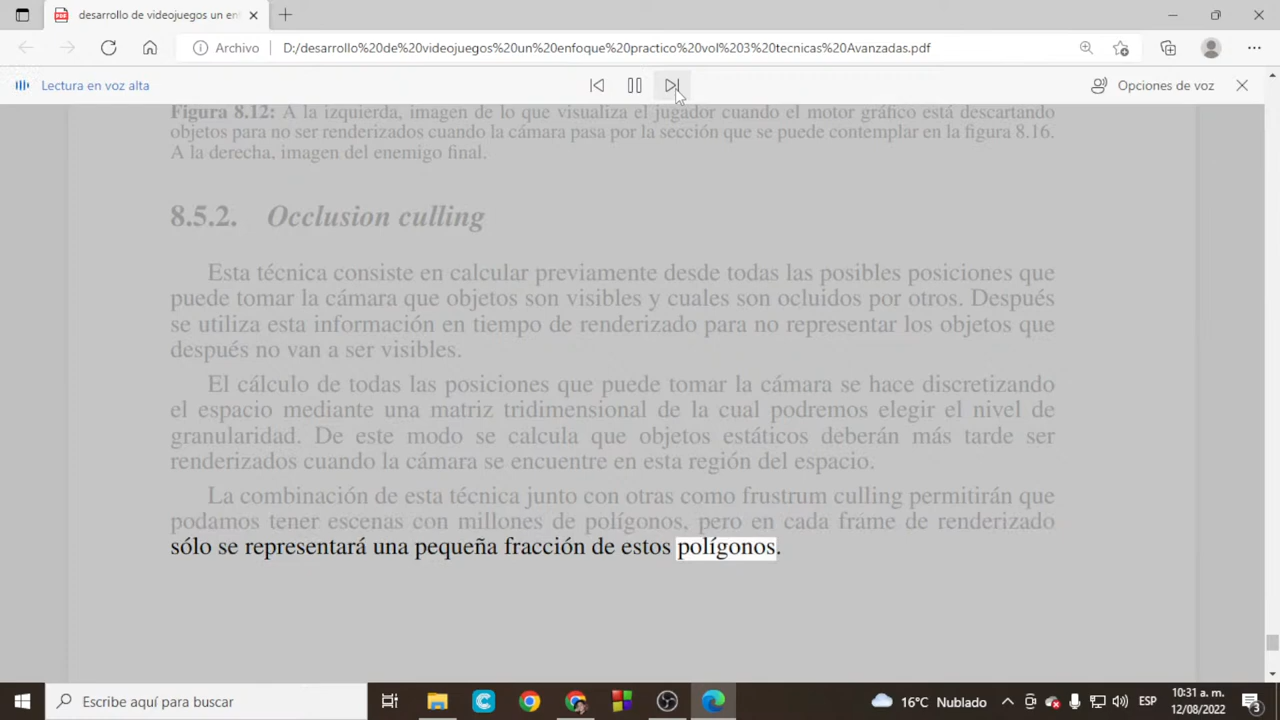 desarrollo de videojuegos un en
Archivo
D:/desarrollo%20de%20videojuegos%20un%20enfoque%20practico%20vol%203%20tecnicas%20Avanzadas.pdf
Lectura en voz alta
Opciones de voz
Figura 8.12: A la izquierda, imagen de lo que visualiza el jugador cuando el motor gráfico está descartando
objetos para no ser renderizados cuando la cámara pasa por la sección que se puede contemplar en la figura 8.16.
A la derecha, imagen del enemigo final.
8.5.2. Occlusion culling
Esta técnica consiste en calcular previamente desde todas las posibles posiciones que
puede tomar la cámara que objetos son visibles y cuales son ocluidos por otros. Después
se utiliza esta información en tiempo de renderizado para no representar los objetos que
después no van a ser visibles.
El cálculo de todas las posiciones que puede tomar la cámara se hace discretizando
el espacio mediante una matriz tridimensional de la cual podremos elegir el nivel de
granularidad. De este modo se calcula que objetos estáticos deberán más tarde ser
renderizados cuando la cámara se encuentre en esta región del espacio.
La combinación de esta técnica junto con otras como frustrum culling permitirán que
podamos tener escenas con millones de polígonos, pero en cada frame de renderizado
sólo se representará una pequeña fracción de estos polígonos.
Escribe aquí para buscar
16°C Nublado
ESP
10:31 a. m.
12/08/2022
3